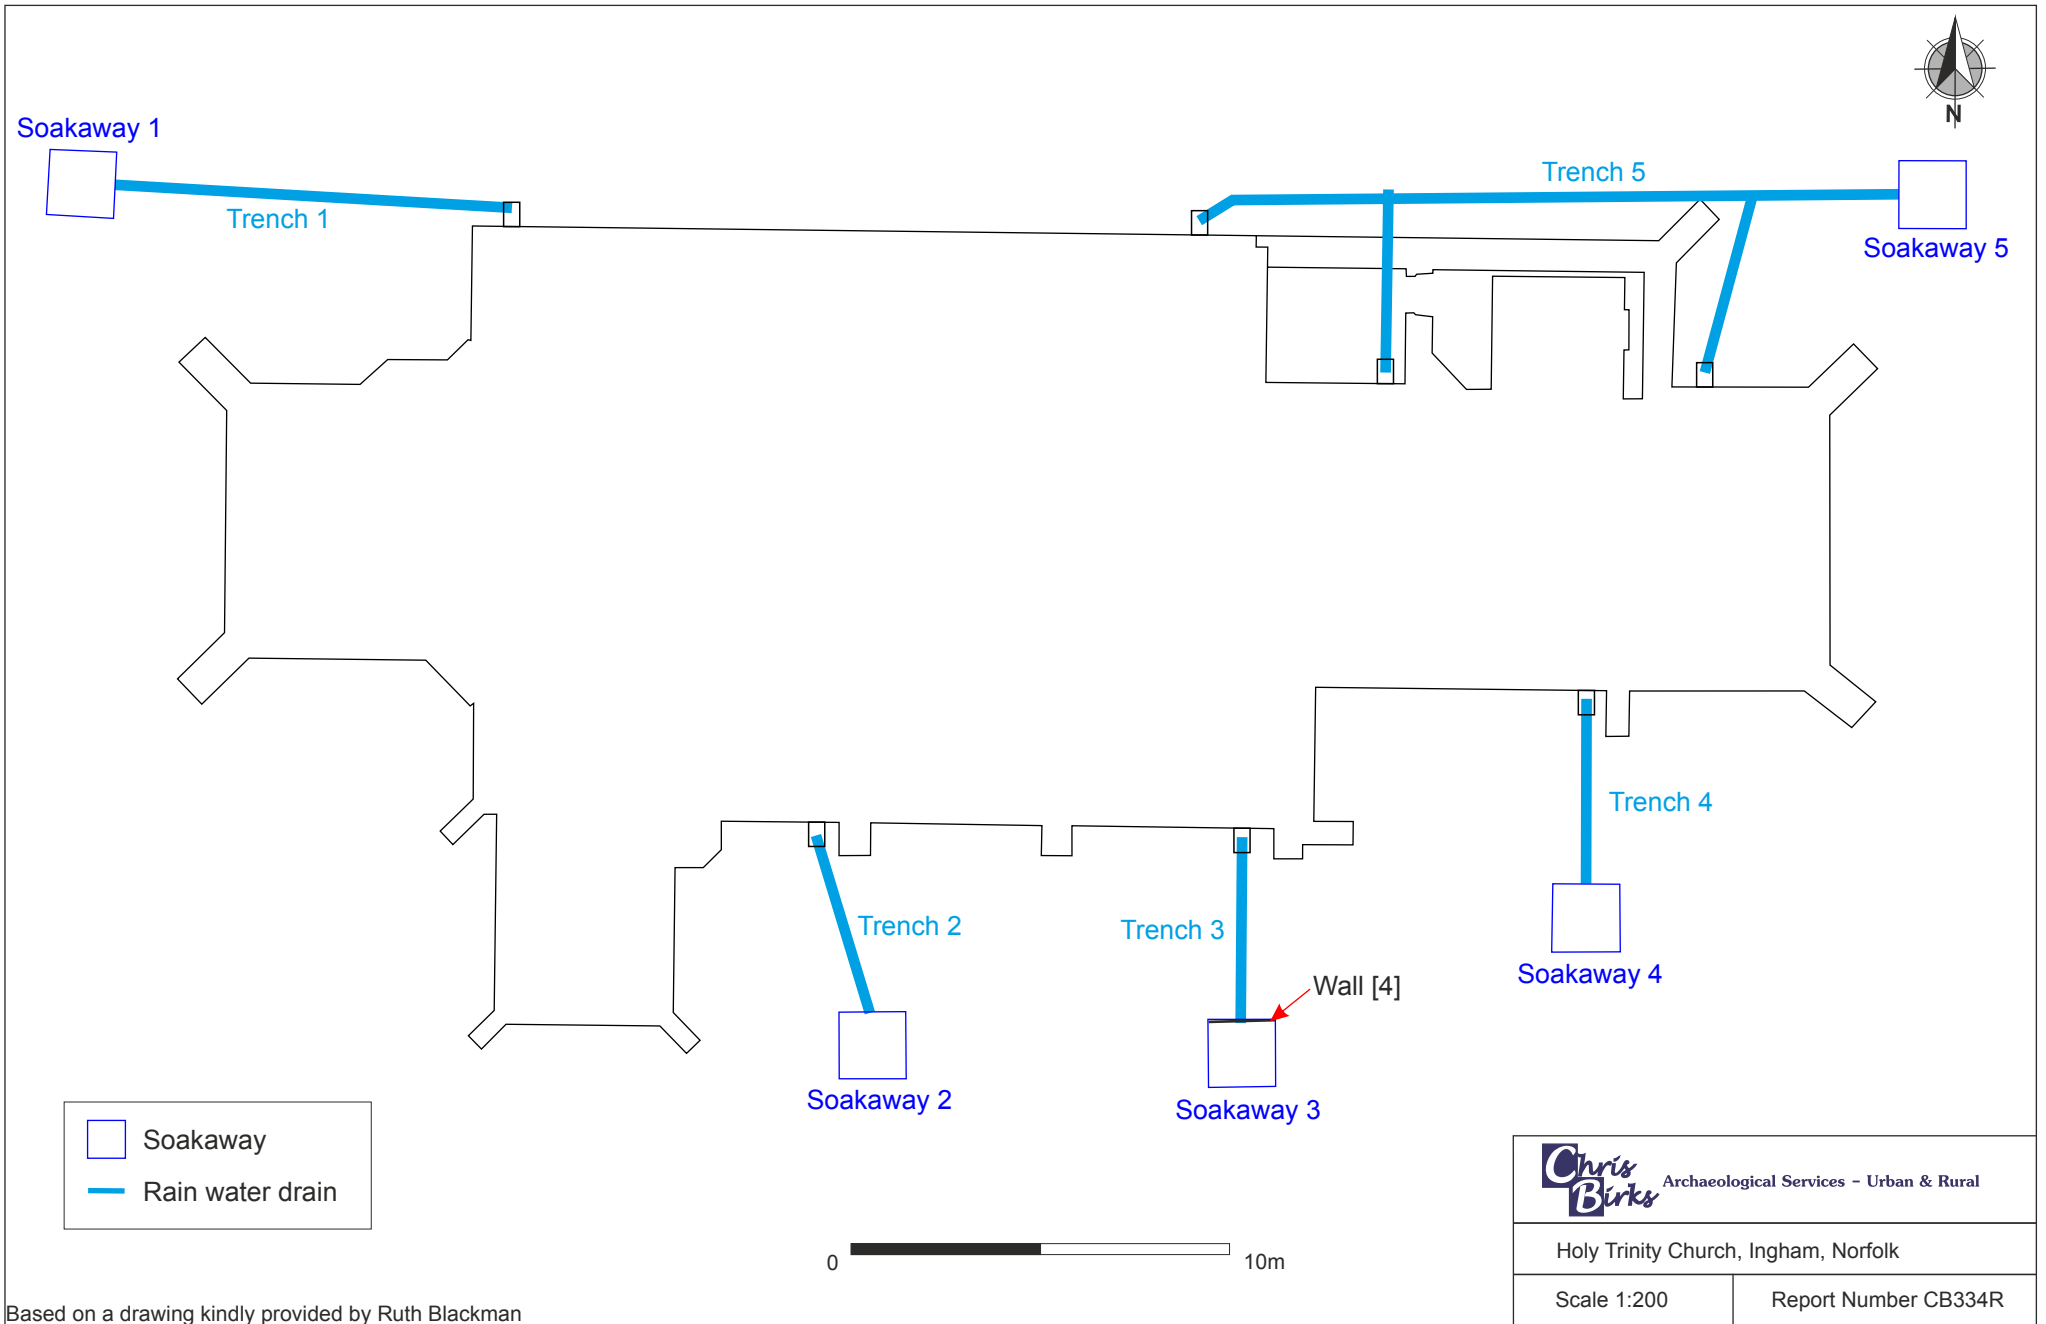 N
Soakaway 1
Trench 1
Trench 5
Soakaway 5
Trench 4
Trench 2
Trench 3
Wall [4]
Soakaway 4
Soakaway 2
Soakaway 3
Soakaway
Rain water drain
0
10m
Chris
Birks
Archaeological Services - Urban & Rural
Holy Trinity Church, Ingham, Norfolk
Scale 1:200
Report Number CB334R
Based on a drawing kindly provided by Ruth Blackman